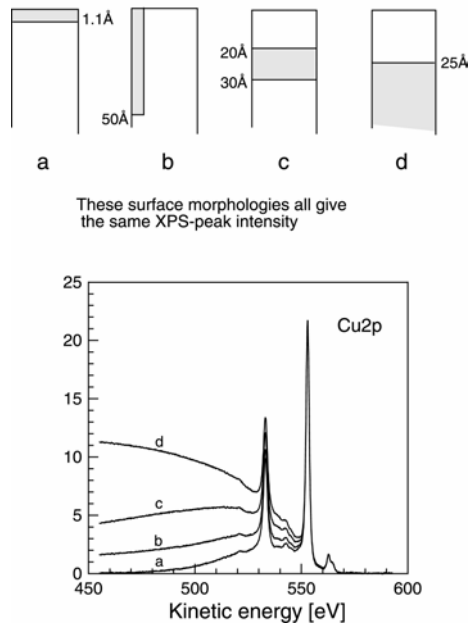 1.1Å
50Å
20Å
30Å
25Å
a
b
c
d
These surface morphologies all give
the same XPS-peak intensity
25
20
15
10
5
0
Cu2p
d
c
b
a
450
500
550
600
Kinetic energy [eV]